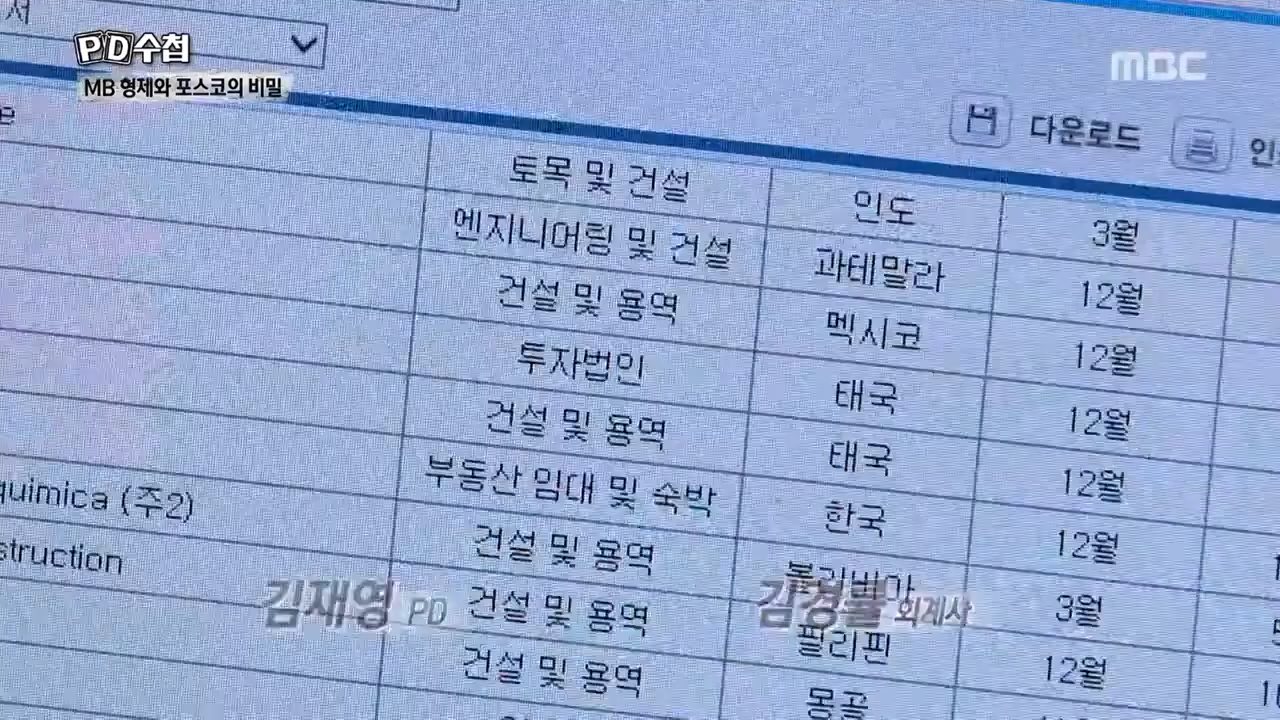 서
PD수첩
MBC
MB 형제와 포스코의 비밀
다운로드
토목 및 건설 인도 3월
엔지니어링 및 건설 과테말라 12월
건설 및 용역 멕시코 12월
투자법인 태국 12월
건설 및 용역 태국 12월
부동산 임대 및 숙박 한국 12월
quimica (주2) 건설 및 용역 볼리비아 3월
struction 건설 및 용역 필리핀 12월
건설 및 용역 몽골
김재영 PD
김경율 회계사